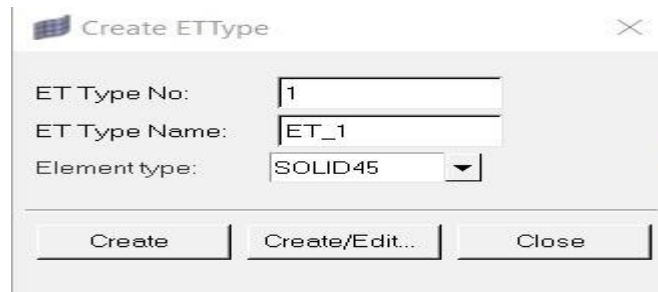 Create ETType
ET Type No: 1
ET Type Name: ET_1
Element type: SOLID45
Create Create/Edit... Close